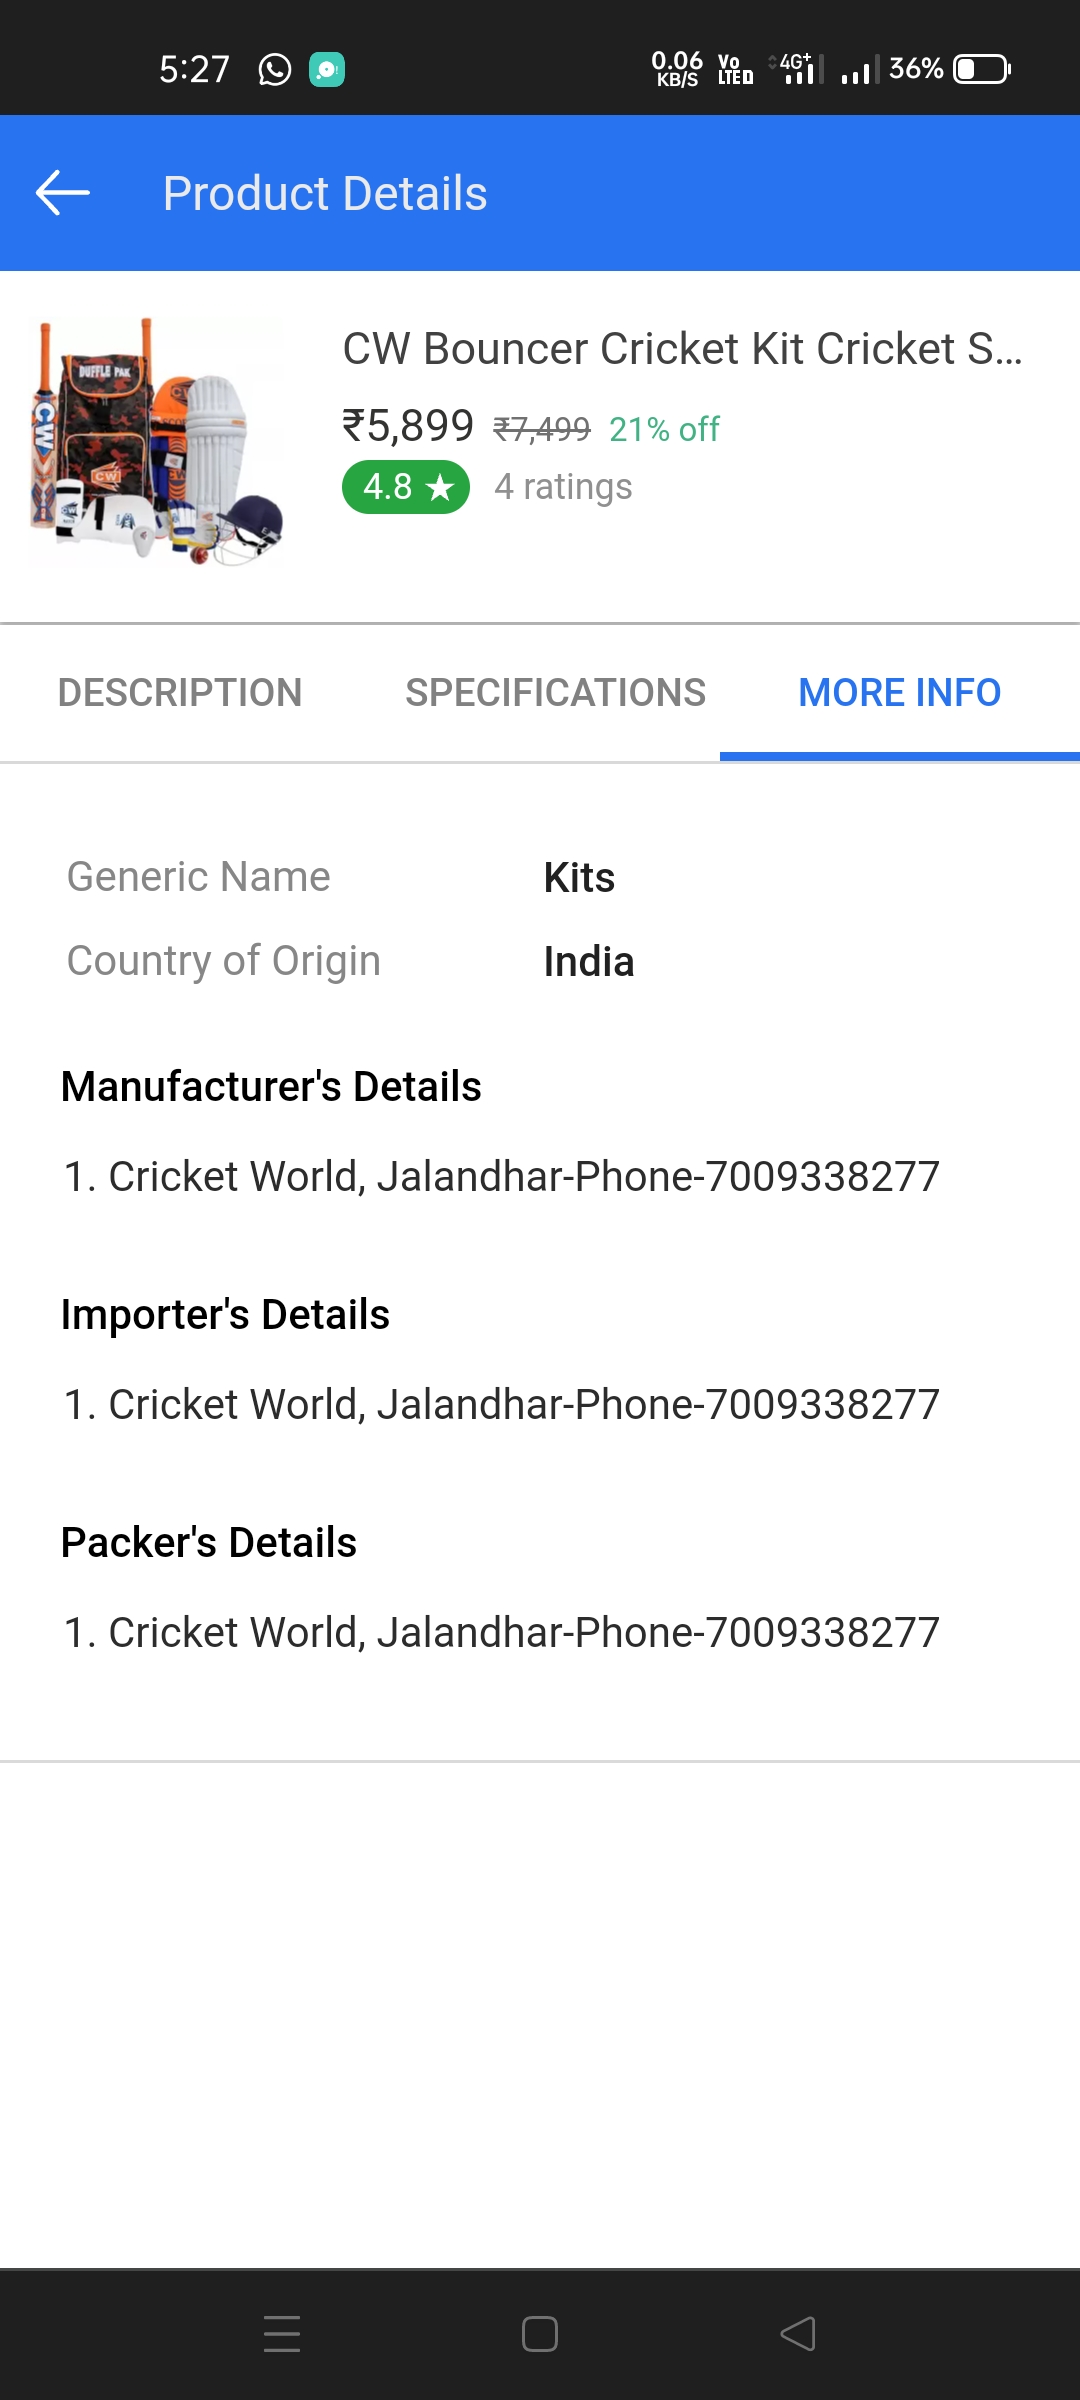 5:27
0.06 KB/S Vo LTE 4G+ 36%
Product Details
DUFFLE PAK
CW
CW
CW Bouncer Cricket Kit Cricket S...
₹5,899 ₹7,499 21% off
4.8 ★ 4 ratings
DESCRIPTION SPECIFICATIONS MORE INFO
Generic Name Kits
Country of Origin India
Manufacturer's Details
1. Cricket World, Jalandhar-Phone-7009338277
Importer's Details
1. Cricket World, Jalandhar-Phone-7009338277
Packer's Details
1. Cricket World, Jalandhar-Phone-7009338277